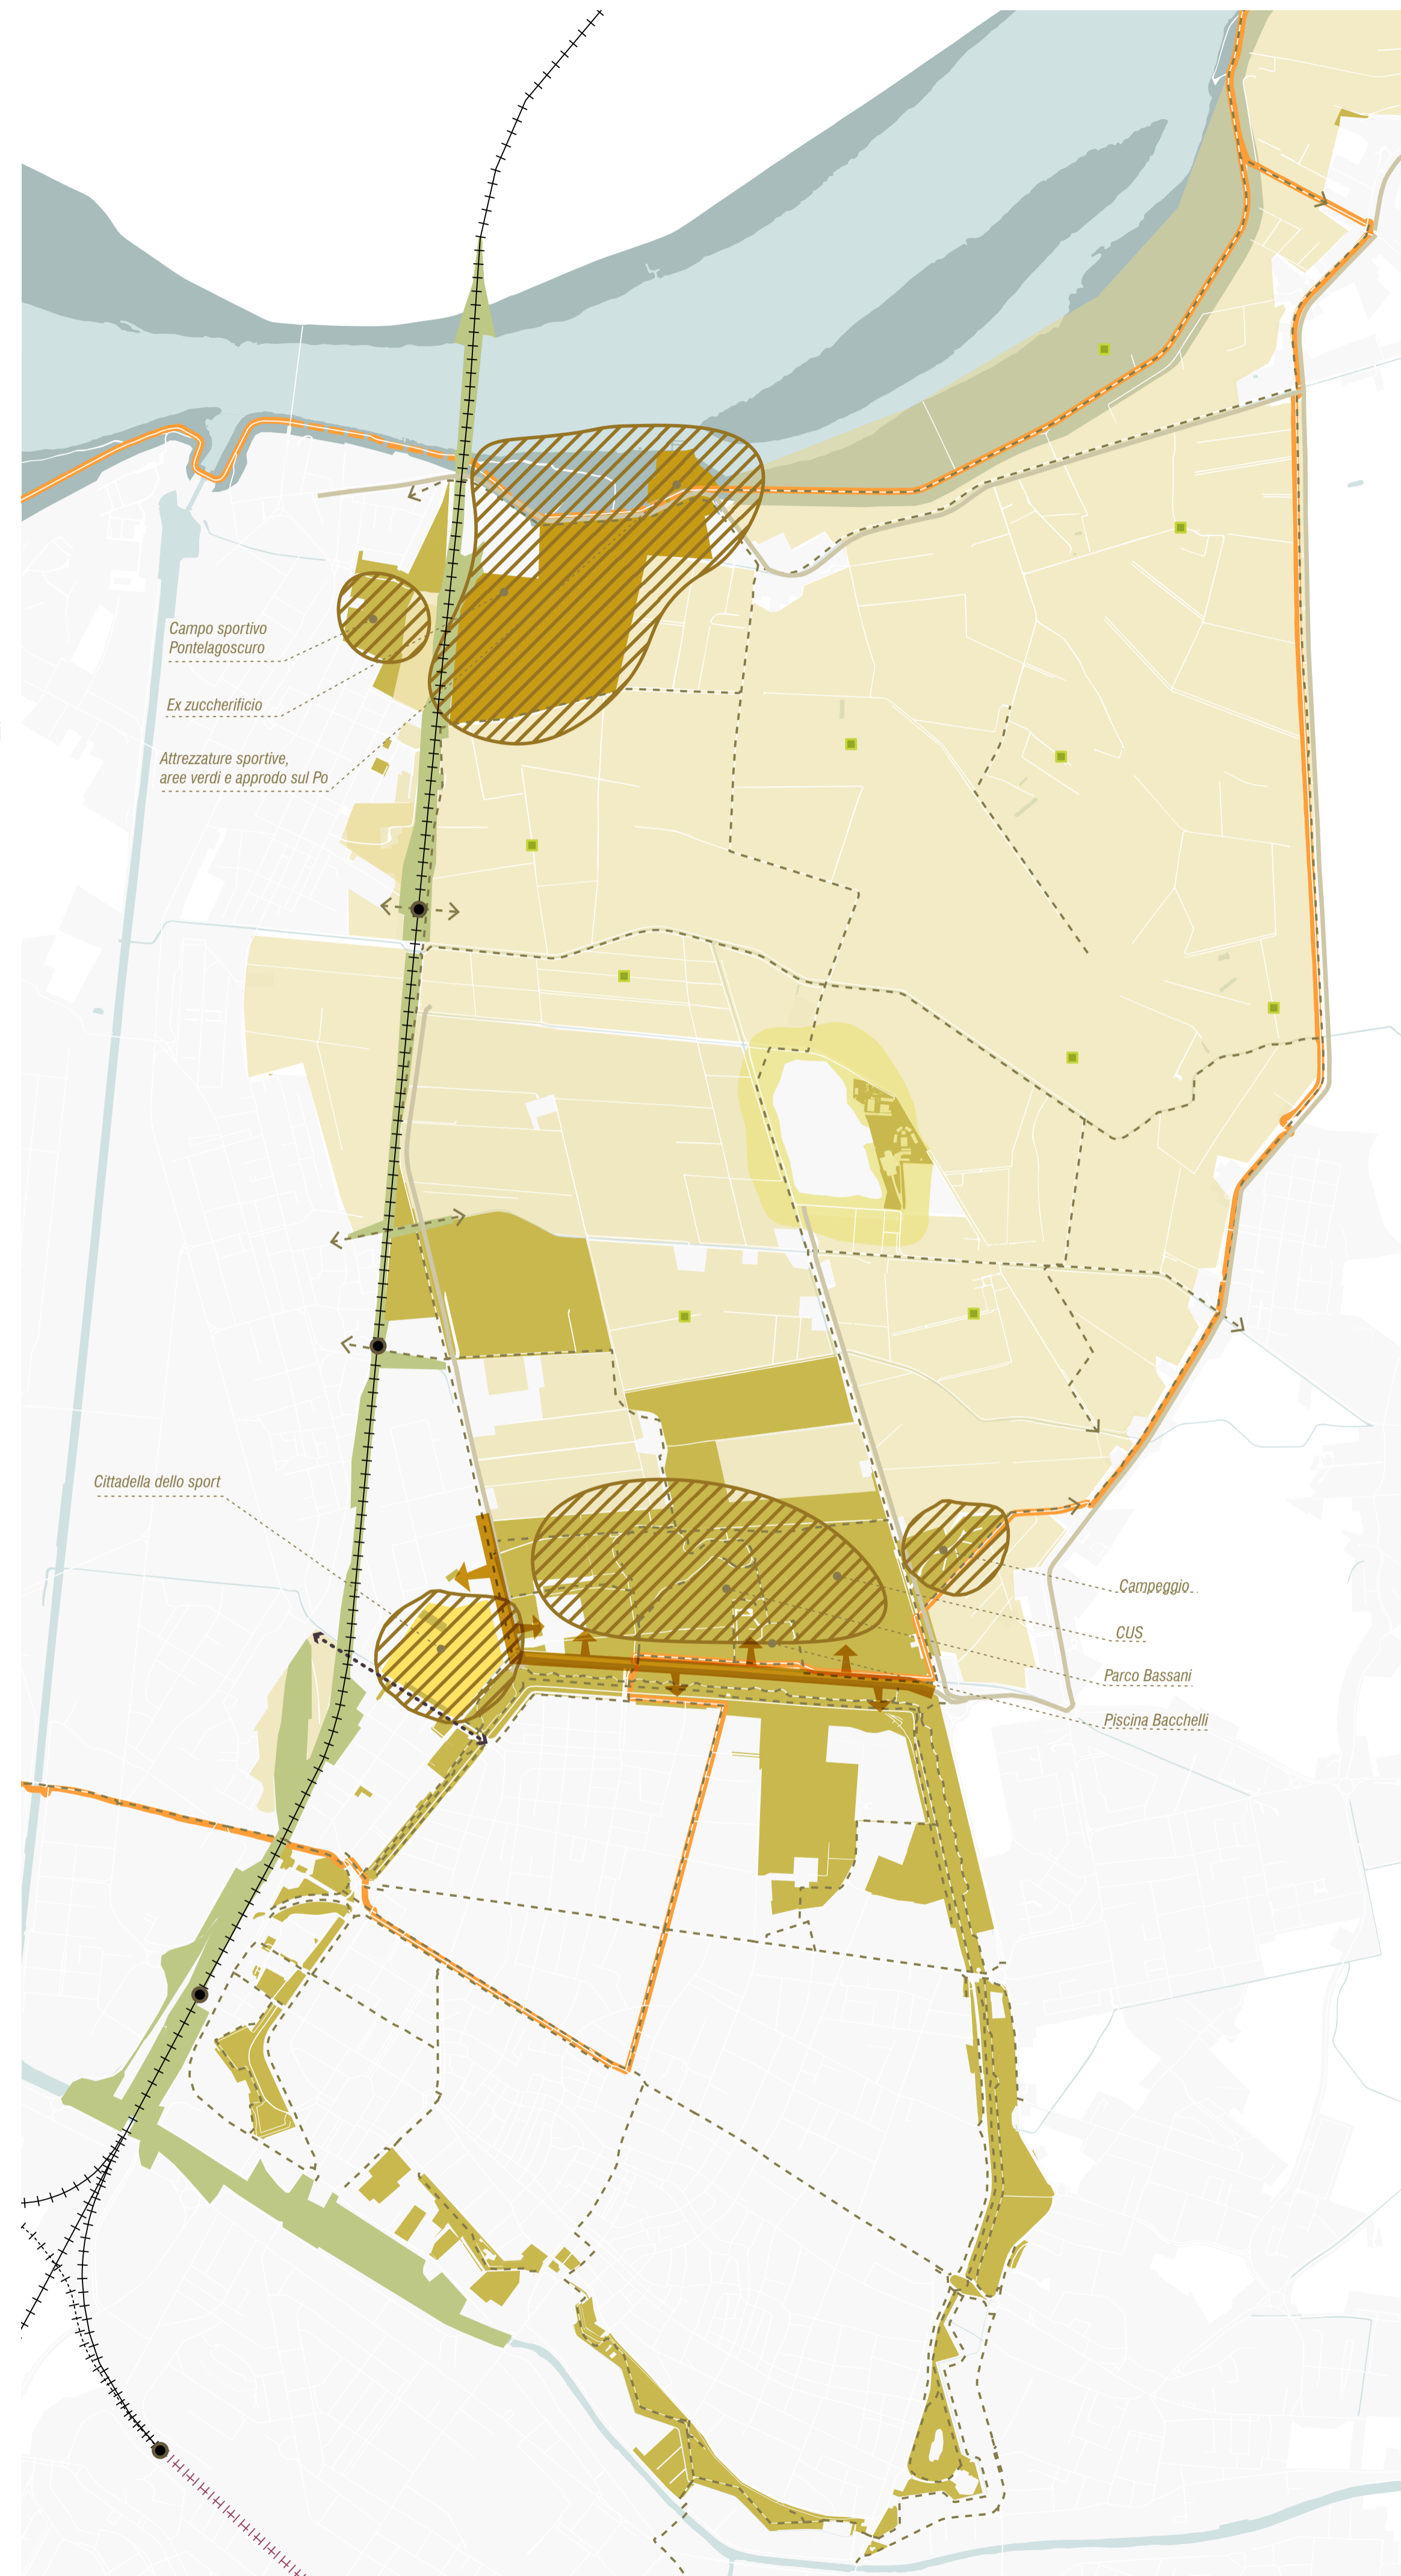 Campo sportivo
Pontelagoscuro
Ex zuccherificio
Attrezzature sportive,
aree verdi e approdo sul Po
Cittadella dello sport
Campeggio
CUS
Parco Bassani
Piscina Bacchelli